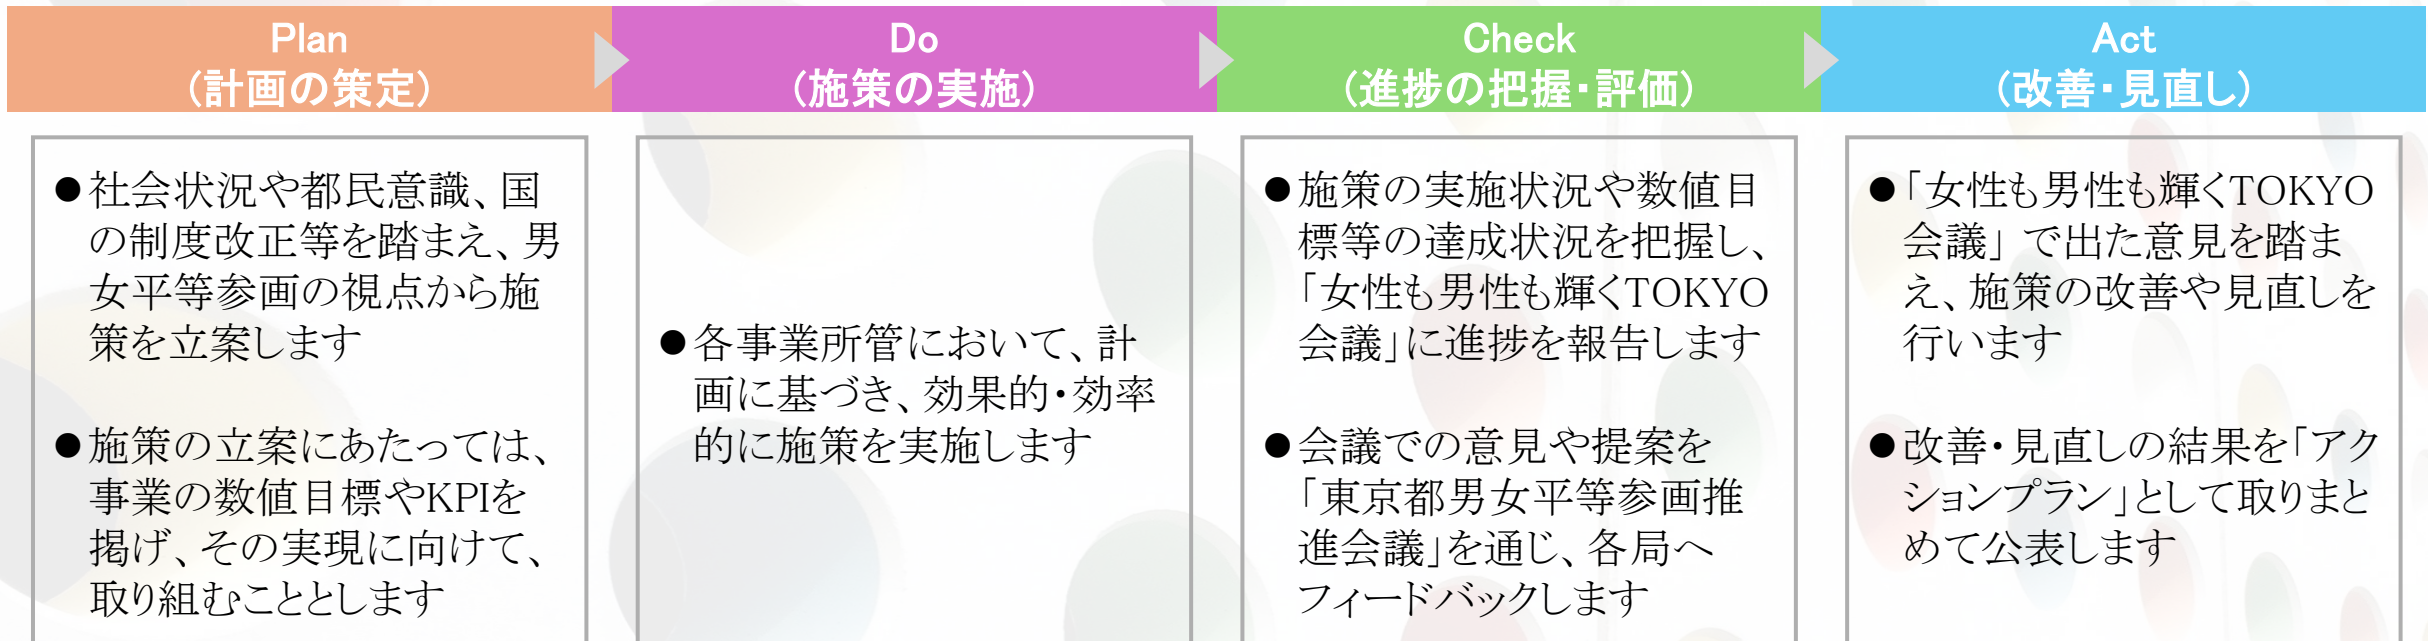 Plan
(計画の策定)
Do
(施策の実施)
Check
(進捗の把握・評価)
Act
(改善・見直し)
●社会状況や都民意識、国
の制度改正等を踏まえ、男
女平等参画の視点から施
策を立案します
●施策の立案にあたっては、
事業の数値目標やKPIを
掲げ、その実現に向けて、
取り組むこととします
●各事業所管において、計
画に基づき、効果的・効率
的に施策を実施します
●施策の実施状況や数値目
標等の達成状況を把握し、
「女性も男性も輝くTOKYO
会議」に進捗を報告します
●会議での意見や提案を
「東京都男女平等参画推
進会議」を通じ、各局へ
フィードバックします
●「女性も男性も輝くTOKYO
会議」 で出た意見を踏ま
え、施策の改善や見直しを
行います
●改善・見直しの結果を「アク
ションプラン」として取りまと
めて公表します